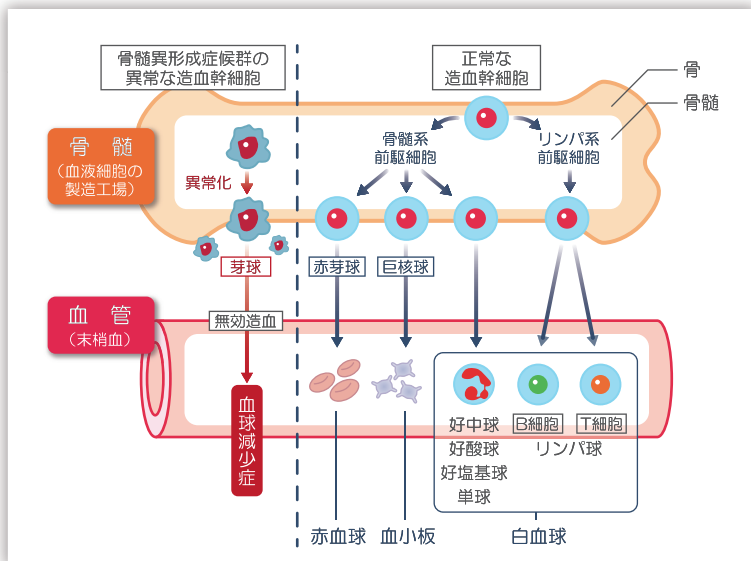 骨髄異形成症候群の
異常な造血幹細胞
正常な
造血幹細胞
骨
骨髄
骨髄
(血液細胞の
製造工場)
骨髄系
前駆細胞
リンパ系
前駆細胞
異常化
芽球
赤芽球
巨核球
血管
(末梢血)
無効造血
血球減少症
好中球
好酸球
好塩基球
単球
B細胞
T細胞
リンパ球
赤血球
血小板
白血球